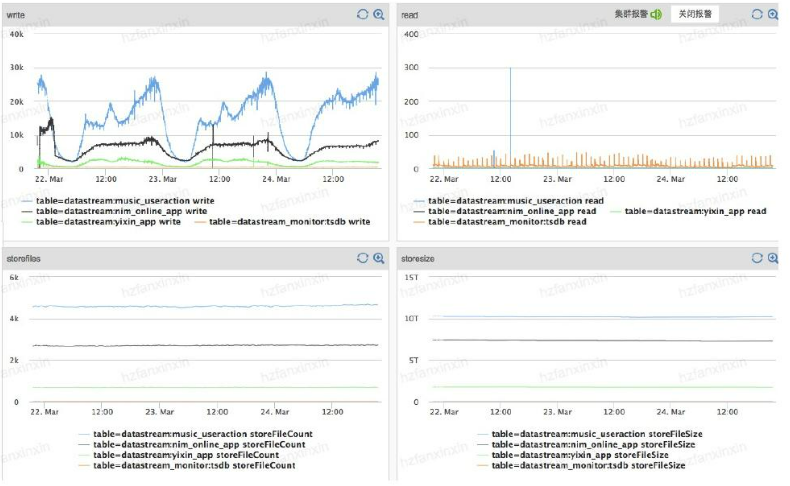 write
40k
30k
20k
10k
0
22. Mar 12:00 23. Mar 12:00 24. Mar 12:00
table=datastream:music_useraction write
table=datastream:nim_online_app write
table=datastream:yixin_app write table=datastream_monitor:tsdb write
read 集群报警 关闭报警
400
300
200
100
0
22. Mar 12:00 23. Mar 12:00 24. Mar 12:00
table=datastream:music_useraction read
table=datastream:nim_online_app read table=datastream:yixin_app read
table=datastream_monitor:tsdb read
storefiles
6k
4k
2k
0
22. Mar 12:00 23. Mar 12:00 24. Mar 12:00
table=datastream:music_useraction storeFileCount
table=datastream:nim_online_app storeFileCount
table=datastream:yixin_app storeFileCount
table=datastream_monitor:tsdb storeFileCount
storesize
15T
10T
5T
0
22. Mar 12:00 23. Mar 12:00 24. Mar 12:00
table=datastream:music_useraction storeFileSize
table=datastream:nim_online_app storeFileSize
table=datastream:yixin_app storeFileSize
table=datastream_monitor:tsdb storeFileSize
hzfanxinxin